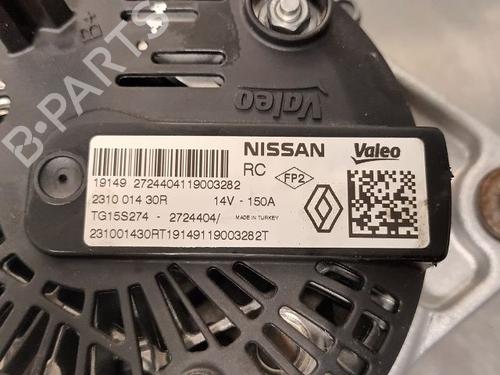 B+
B-PARTS
Valeo
NISSAN
Valeo
RC
FP2
19149 2724404119003282
2310 014 30R 14V - 150A
TG15S274 - 2724404/ MADE IN TURKEY
231001430RT19149119003282T